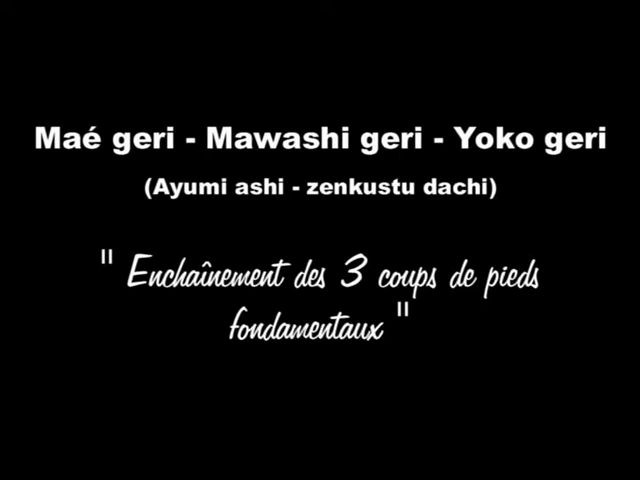 Maé geri - Mawashi geri - Yoko geri
(Ayumi ashi - zenkustu dachi)
" Enchaînement des 3 coups de pieds
fondamentaux "